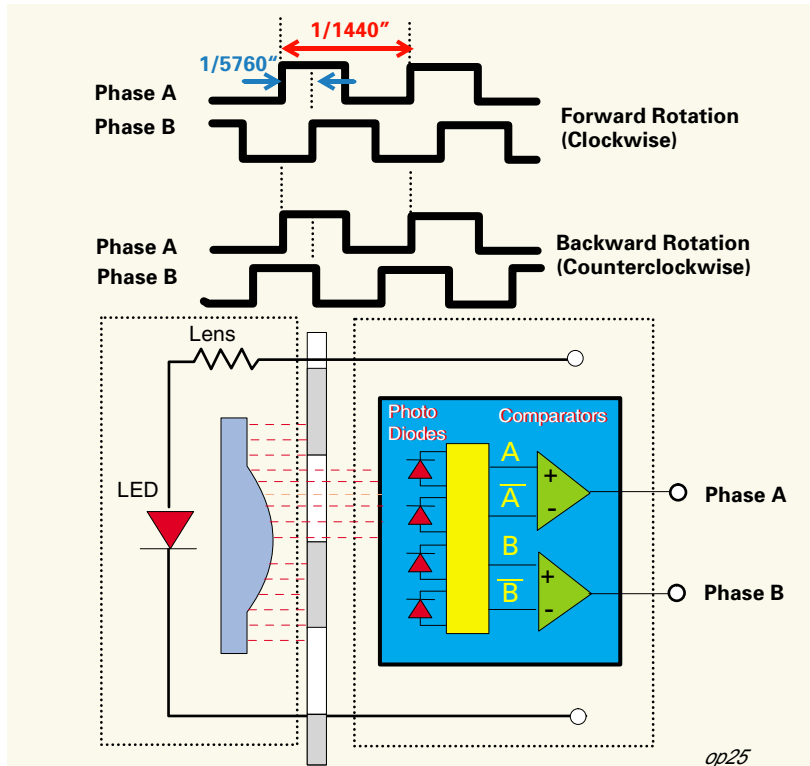 1/1440”
1/5760“
Phase A
Phase B
Forward Rotation
(Clockwise)
Phase A
Phase B
Backward Rotation
(Counterclockwise)
Lens
LED
Photo
Diodes
Comparators
A
A̅
B
B̅
+
-
+
-
Phase A
Phase B
op25